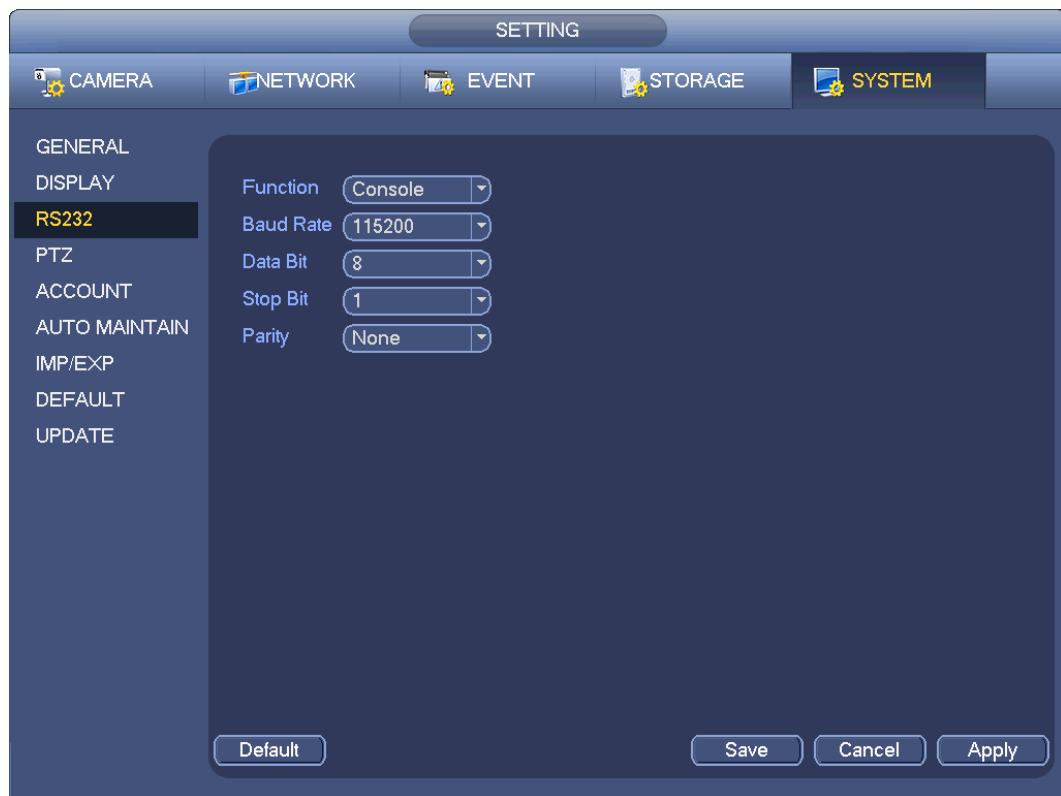 SETTING
CAMERA NETWORK EVENT STORAGE SYSTEM
GENERAL
DISPLAY
RS232
PTZ
ACCOUNT
AUTO MAINTAIN
IMP/EXP
DEFAULT
UPDATE
Function Console
Baud Rate 115200
Data Bit 8
Stop Bit 1
Parity None
Default Save Cancel Apply